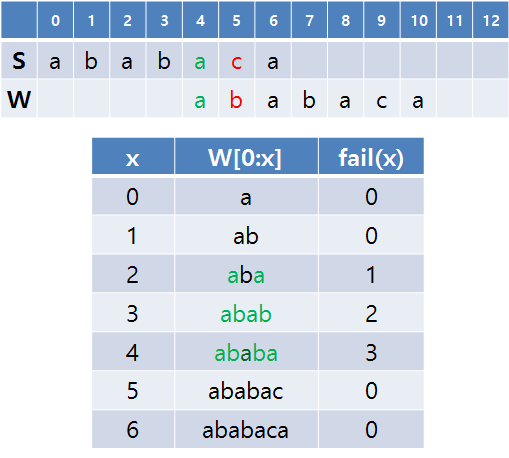 0 1 2 3 4 5 6 7 8 9 10 11 12
S a b a b a c a
W a b a b a c a
x W[0:x] fail(x)
0 a 0
1 ab 0
2 aba 1
3 abab 2
4 ababa 3
5 ababac 0
6 ababaca 0